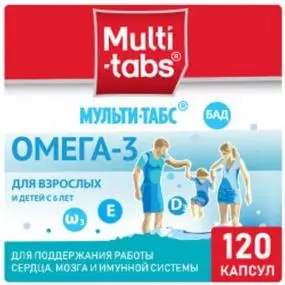 Multi
-tabs®
МУЛЬТИ-ТАБС®
БАД
ОМЕГА-3
ДЛЯ ВЗРОСЛЫХ
И ДЕТЕЙ С 6 ЛЕТ
ω3 E D
ДЛЯ ПОДДЕРЖАНИЯ РАБОТЫ
СЕРДЦА, МОЗГА И ИМУННОЙ СИСТЕМЫ
120
КАПСУЛ